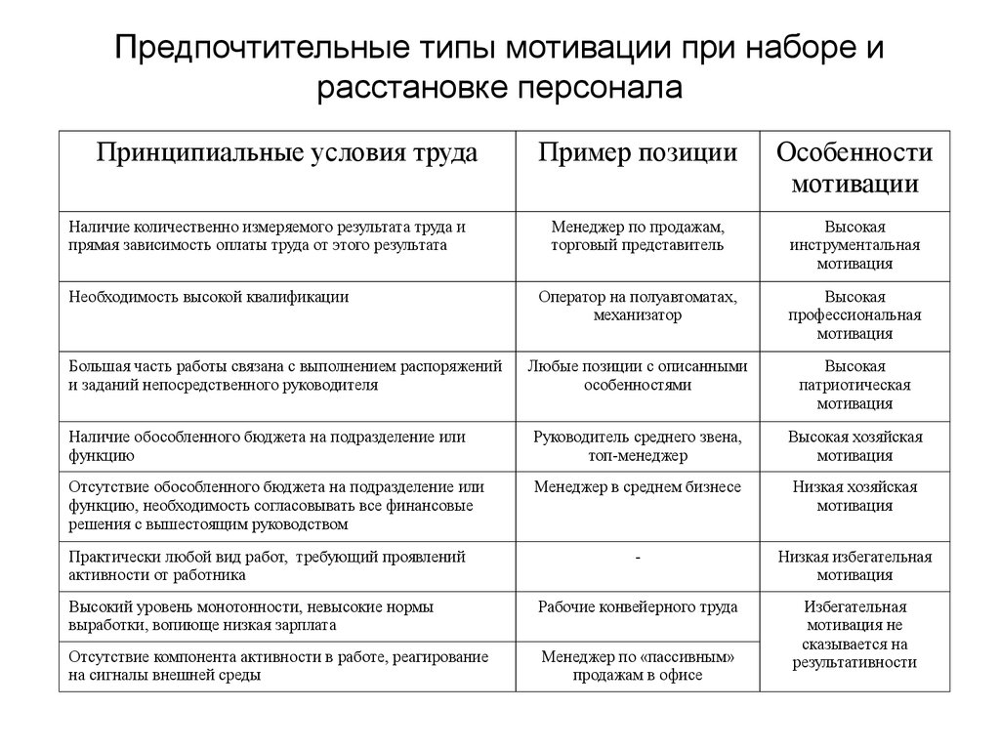 Предпочтительные типы мотивации при наборе и
расстановке персонала
Принципиальные условия труда
Пример позиции
Особенности
мотивации
Наличие количественно измеряемого результата труда и
прямая зависимость оплаты труда от этого результата
Менеджер по продажам,
торговый представитель
Высокая
инструментальная
мотивация
Необходимость высокой квалификации
Оператор на полуавтоматах,
механизатор
Высокая
профессиональная
мотивация
Большая часть работы связана с выполнением распоряжений
и заданий непосредственного руководителя
Любые позиции с описанными
особенностями
Высокая
патриотическая
мотивация
Наличие обособленного бюджета на подразделение или
функцию
Руководитель среднего звена,
топ-менеджер
Высокая хозяйская
мотивация
Отсутствие обособленного бюджета на подразделение или
функцию, необходимость согласовывать все финансовые
решения с вышестоящим руководством
Менеджер в среднем бизнесе
Низкая хозяйская
мотивация
Практически любой вид работ, требующий проявлений
активности от работника
-
Низкая избегательная
мотивация
Высокий уровень монотонности, невысокие нормы
выработки, вопиюще низкая зарплата
Рабочие конвейерного труда
Избегательная
мотивация не
сказывается на
результативности
Отсутствие компонента активности в работе, реагирование
на сигналы внешней среды
Менеджер по «пассивным»
продажам в офисе